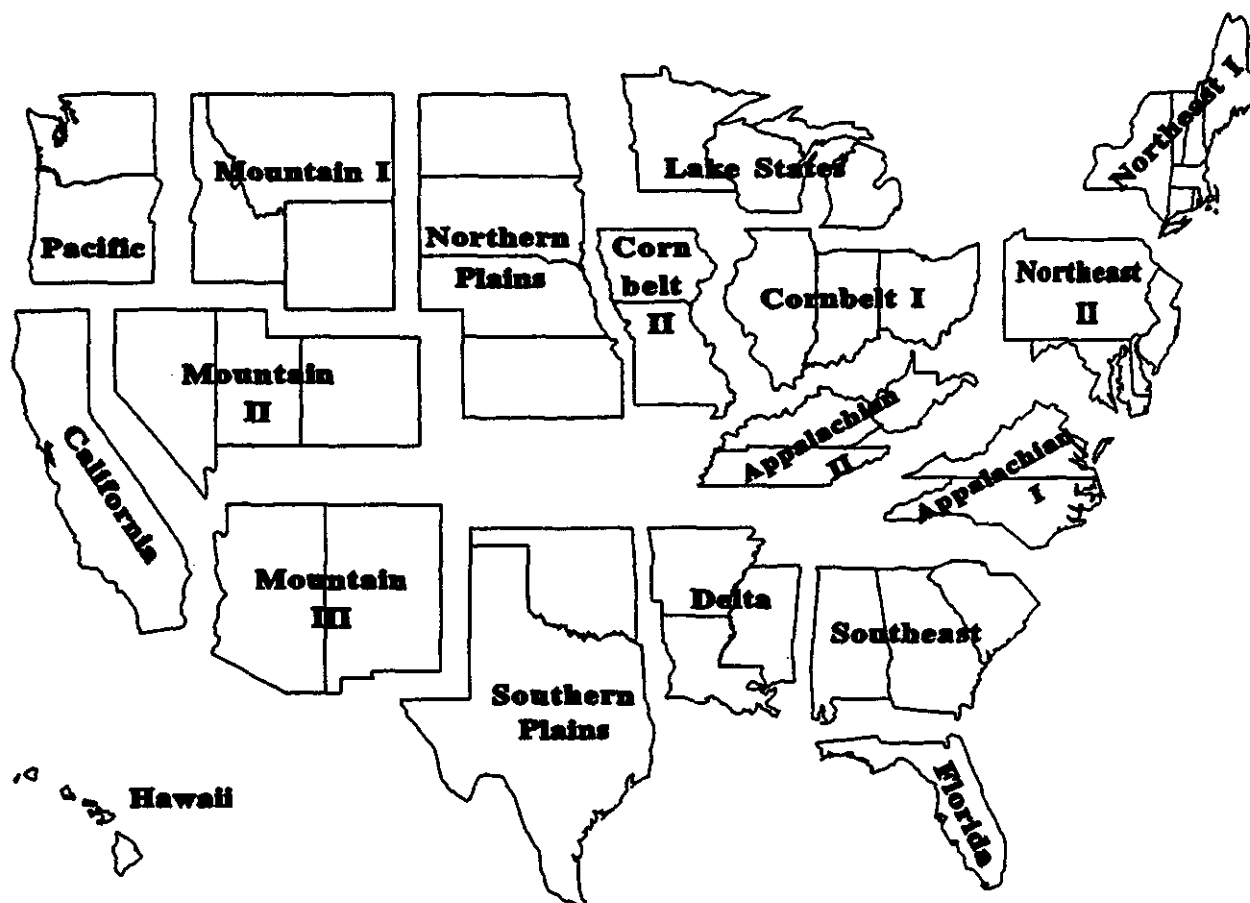 Northeast I
Mountain I
Lake States
Pacific
Northern
Plains
Corn
belt
II
Cornbelt I
Northeast
II
Mountain
II
California
Appalachian
II
Appalachian
I
Mountain
III
Delta
Southeast
Southern
Plains
Hawaii
Florida